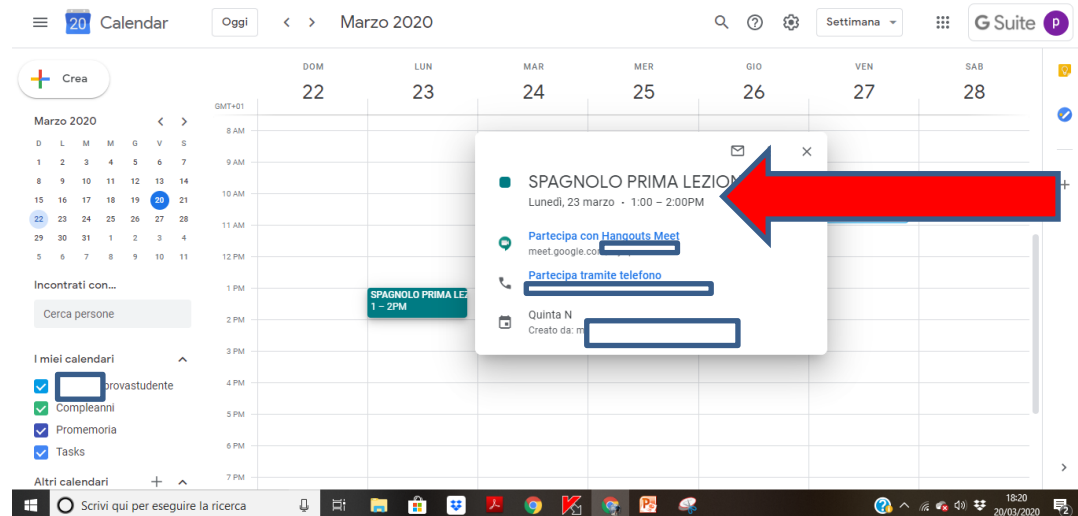 20 Calendar Oggi Marzo 2020 Settimana G Suite P
Crea
DOM LUN MAR MER GIO VEN SAB
22 23 24 25 26 27 28
GMT+01
Marzo 2020
D L M M G V S
1 2 3 4 5 6 7
8 9 10 11 12 13 14
15 16 17 18 19 20 21
22 23 24 25 26 27 28
29 30 31 1 2 3 4
5 6 7 8 9 10 11
Incontrati con...
Cerca persone
I miei calendari
provastudente
Compleanni
Promemoria
Tasks
Altri calendari
8 AM
9 AM
10 AM
11 AM
12 PM
1 PM
2 PM
3 PM
4 PM
5 PM
6 PM
7 PM
SPAGNOLO PRIMA LEZ
1 – 2PM
SPAGNOLO PRIMA LEZION
Lunedì, 23 marzo · 1:00 – 2:00PM
Partecipa con Hangouts Meet
meet.google.co
Partecipa tramite telefono
Quinta N
Creato da: m
Scrivi qui per eseguire la ricerca
18:20
20/03/2020
2